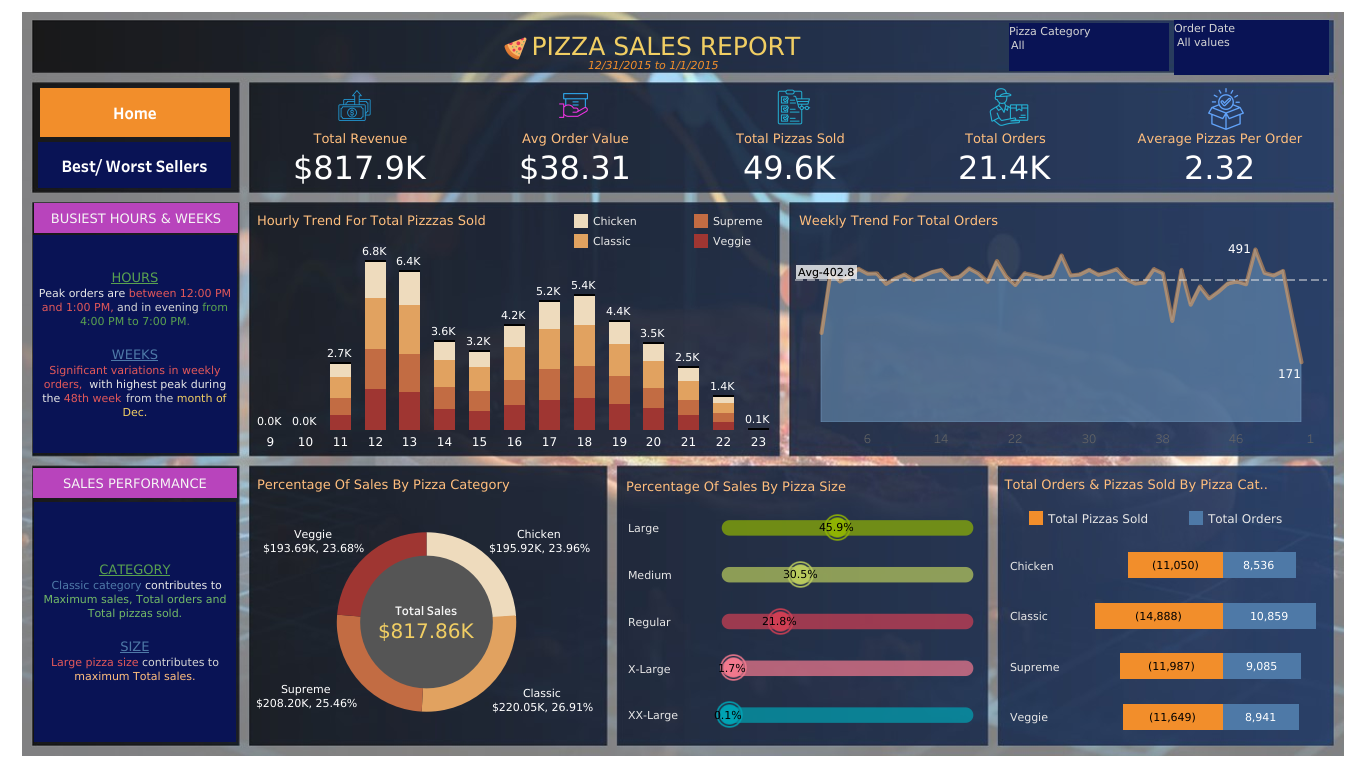 PIZZA SALES REPORT
12/31/2015 to 1/1/2015
Pizza Category
All
Order Date
All values
Home
Best/ Worst Sellers
Total Revenue
$817.9K
Avg Order Value
$38.31
Total Pizzas Sold
49.6K
Total Orders
21.4K
Average Pizzas Per Order
2.32
BUSIEST HOURS & WEEKS
HOURS
Peak orders are between 12:00 PM
and 1:00 PM, and in evening from
4:00 PM to 7:00 PM.
WEEKS
Significant variations in weekly
orders, with highest peak during
the 48th week from the month of
Dec.
Hourly Trend For Total Pizzzas Sold
Chicken
Supreme
Classic
Veggie
0.0K
0.0K
2.7K
6.8K
6.4K
3.6K
3.2K
4.2K
5.2K
5.4K
4.4K
3.5K
2.5K
1.4K
0.1K
9 10 11 12 13 14 15 16 17 18 19 20 21 22 23
Weekly Trend For Total Orders
491
Avg-402.8
171
6 14 22 30 38 46 1
SALES PERFORMANCE
CATEGORY
Classic category contributes to
Maximum sales, Total orders and
Total pizzas sold.
SIZE
Large pizza size contributes to
maximum Total sales.
Percentage Of Sales By Pizza Category
Veggie
$193.69K, 23.68%
Chicken
$195.92K, 23.96%
Total Sales
$817.86K
Supreme
$208.20K, 25.46%
Classic
$220.05K, 26.91%
Percentage Of Sales By Pizza Size
Large 45.9%
Medium 30.5%
Regular 21.8%
X-Large 1.7%
XX-Large 0.1%
Total Orders & Pizzas Sold By Pizza Cat..
Total Pizzas Sold
Total Orders
Chicken (11,050) 8,536
Classic (14,888) 10,859
Supreme (11,987) 9,085
Veggie (11,649) 8,941